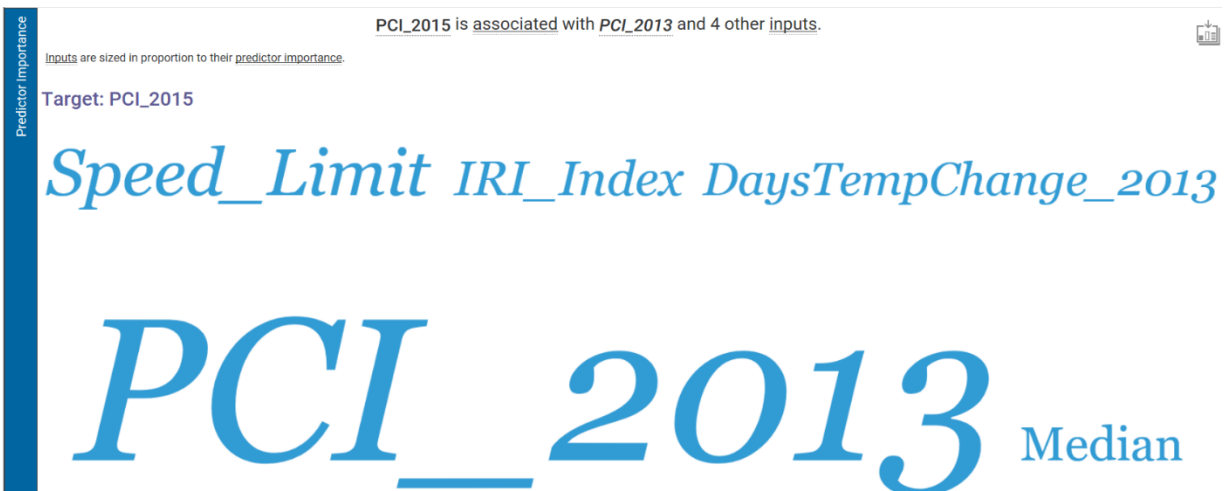 Predictor Importance
PCI_2015 is associated with PCI_2013 and 4 other inputs.
Inputs are sized in proportion to their predictor importance.
Target: PCI_2015
Speed_Limit IRI_Index DaysTempChange_2013
PCI_2013 Median